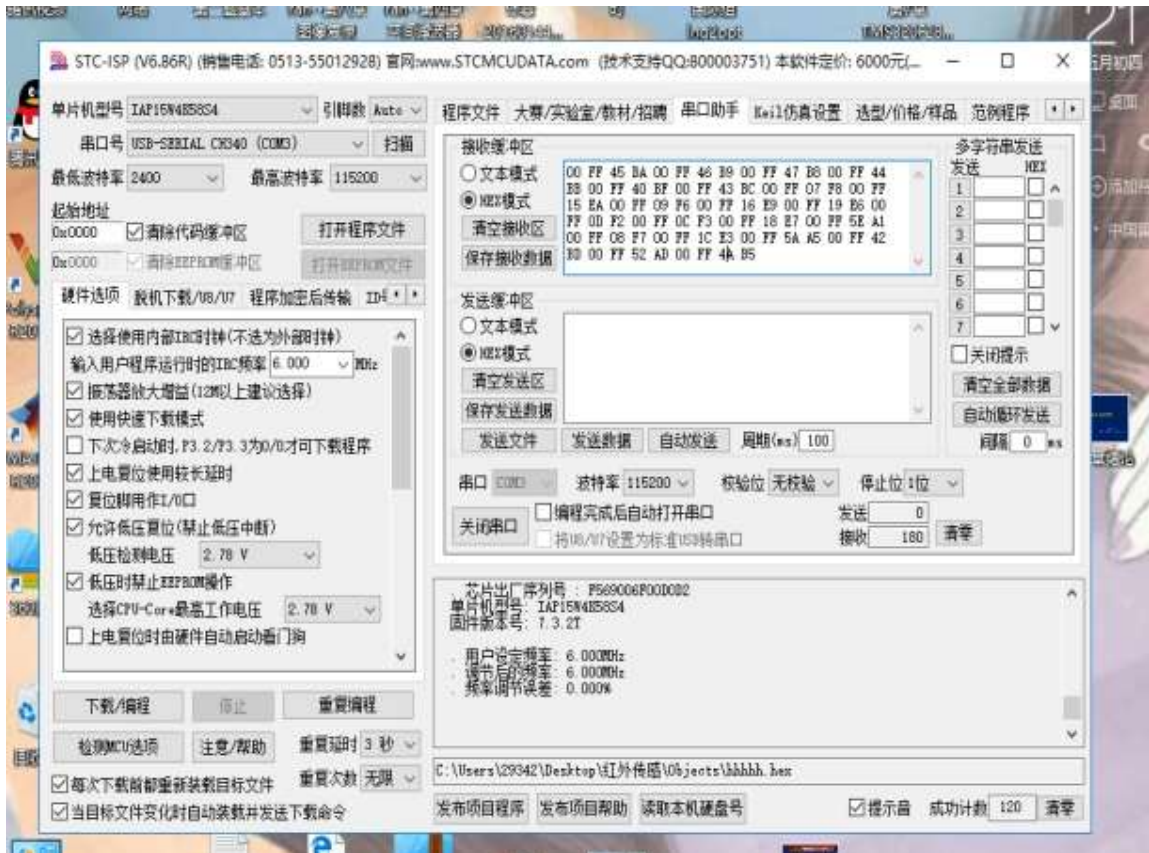 STC-ISP (V6.86R) (销售电话: 0513-55012928) 官网:www.STCMCUDATA.com (技术支持QQ:800003751) 本软件定价: 6000元(…
单片机型号 IAP15W4K58S4 引脚数 Auto
串口号 USB-SERIAL CH340 (COM3) 扫描
最低波特率 2400 最高波特率 115200
起始地址
0x0000 清除代码缓冲区 打开程序文件
0x0000 清除EEPROM缓冲区 打开EEPROM文件
硬件选项 脱机下载/U8/U7 程序加密后传输
选择使用内部IRC时钟(不选为外部时钟)
输入用户程序运行时的IRC频率 6.000 MHz
振荡器放大增益(12M以上建议选择)
使用快速下载模式
下次冷启动时,P3.2/P3.3为0/0才可下载程序
上电复位使用较长延时
复位脚用作I/O口
允许低压复位(禁止低压中断)
低压检测电压 2.78 V
低压时禁止EEPROM操作
选择CPU-Core最高工作电压 2.78 V
上电复位时由硬件自动启动看门狗
下载/编程 停止 重复编程
检测MCU选项 注意/帮助 重复延时 3 秒
每次下载前都重新装载目标文件 重复次数 无限
当目标文件变化时自动装载并发送下载命令
程序文件 大赛/实验室/教材/招聘 串口助手 Keil仿真设置 选型/价格/样品 范例程序
接收缓冲区
文本模式
HEX模式
清空接收区
保存接收数据
00 FF 45 BA 00 FF 46 B9 00 FF 47 B8 00 FF 44
BB 00 FF 40 BF 00 FF 43 BC 00 FF 07 F8 00 FF
15 EA 00 FF 09 F6 00 FF 16 E9 00 FF 19 E6 00
FF 0D F2 00 FF 0C F3 00 FF 18 E7 00 FF 5E A1
00 FF 08 F7 00 FF 1C E3 00 FF 5A A5 00 FF 42
BD 00 FF 52 AD 00 FF 4A B5
多字符串发送
发送 HEX
1
2
3
4
5
6
7
关闭提示
清空全部数据
自动循环发送
间隔 0 ms
发送缓冲区
文本模式
HEX模式
清空发送区
保存发送数据
发送文件 发送数据 自动发送 周期(ms) 100
串口 COM3 波特率 115200 校验位 无校验 停止位 1位
关闭串口 编程完成后自动打开串口 发送 0
将U8/U7设置为标准USB转串口 接收 180 清零
芯片出厂序列号 : F569006F00D0D2
单片机型号: IAP15W4K58S4
固件版本号: 7.3.2T
. 用户设定频率: 6.000MHz
. 调节后的频率: 6.000MHz
. 频率调节误差: 0.000%
C:\Users\29342\Desktop\红外传感\Objects\hhhhh.hex
发布项目程序 发布项目帮助 读取本机硬盘号 提示音 成功计数 120 清零
21
五月初四
桌面